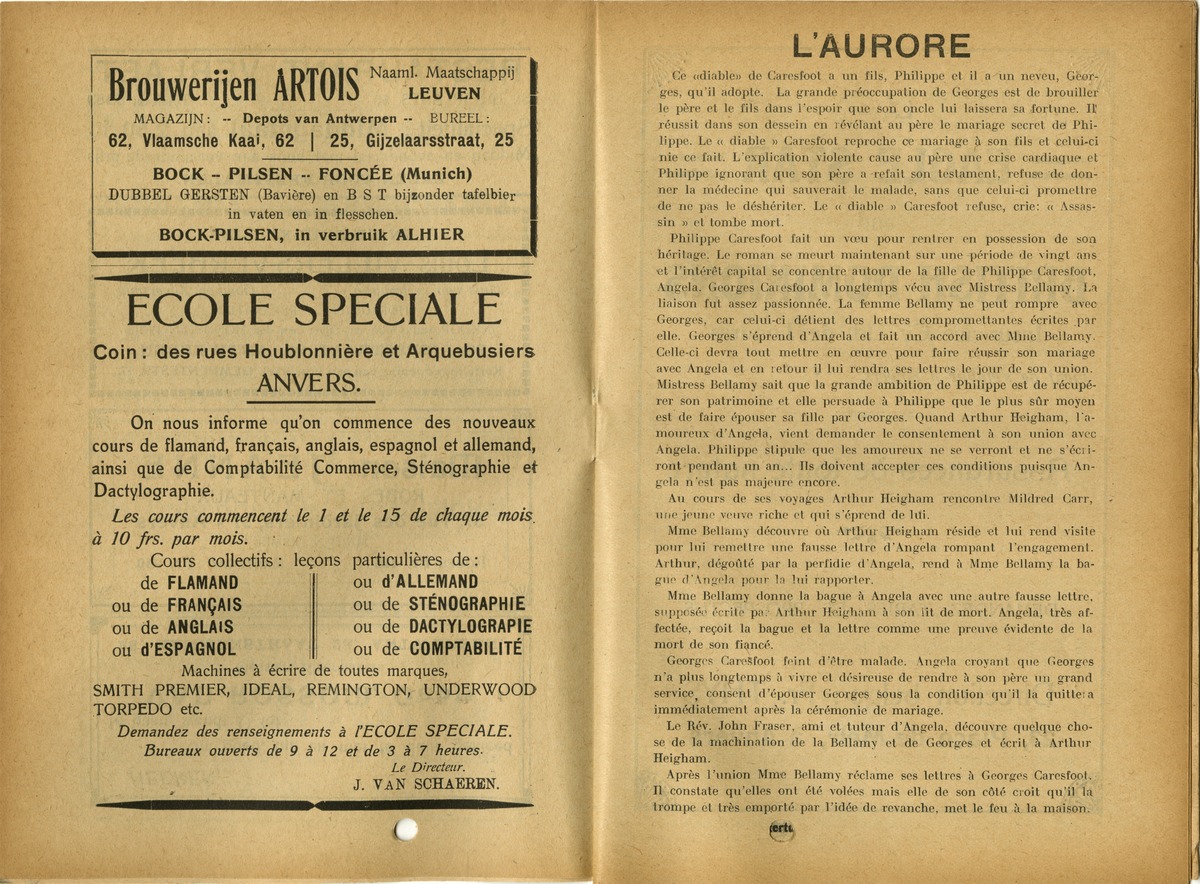 Brouwerijen ARTOIS Naaml. Maatschappij
LEUVEN
MAGAZIJN: -- Depots van Antwerpen -- BUREEL:
62, Vlaamsche Kaai, 62 | 25, Gijzelaarsstraat, 25
BOCK – PILSEN -- FONCÉE (Munich)
DUBBEL GERSTEN (Bavière) en B S T bijzonder tafelbier
in vaten en in flesschen.
BOCK-PILSEN, in verbruik ALHIER
ECOLE SPECIALE
Coin: des rues Houblonnière et Arquebusiers
ANVERS.
On nous informe qu'on commence des nouveaux
cours de flamand, français, anglais, espagnol et allemand,
ainsi que de Comptabilité Commerce, Sténographie et
Dactylographie.
Les cours commencent le 1 et le 15 de chaque mois
à 10 frs. par mois.
Cours collectifs: leçons particulières de:
de FLAMAND ou d'ALLEMAND
ou de FRANÇAIS ou de STÉNOGRAPHIE
ou de ANGLAIS ou de DACTYLOGRAPIE
ou d'ESPAGNOL ou de COMPTABILITÉ
Machines à écrire de toutes marques,
SMITH PREMIER, IDEAL, REMINGTON, UNDERWOOD
TORPEDO etc.
Demandez des renseignements à l'ECOLE SPECIALE.
Bureaux ouverts de 9 à 12 et de 3 à 7 heures.
Le Directeur.
J. VAN SCHAEREN.
L'AURORE
Ce «diable» de Caresfoot a un fils, Philippe et il a un neveu, Geor-
ges, qu'il adopte. La grande préoccupation de Georges est de brouiller
le père et le fils dans l'espoir que son oncle lui laissera sa fortune. Il
réussit dans son dessein en révélant au père le mariage secret de Phi-
lippe. Le « diable » Caresfoot reproche ce mariage à son fils et celui-ci
nie ce fait. L'explication violente cause au père une crise cardiaque et
Philippe ignorant que son père a refait son testament, refuse de don-
ner la médecine qui sauverait le malade, sans que celui-ci promettre
de ne pas le déshériter. Le « diable » Caresfoot refuse, crie: « Assas-
sin » et tombe mort.
Philippe Caresfoot fait un vœu pour rentrer en possession de son
héritage. Le roman se meurt maintenant sur une période de vingt ans
et l'intérêt capital se concentre autour de la fille de Philippe Caresfoot,
Angela. Georges Caresfoot a longtemps vécu avec Mistress Bellamy. La
liaison fut assez passionnée. La femme Bellamy ne peut rompre avec
Georges, car celui-ci détient des lettres compromettantes écrites par
elle. Georges s'éprend d'Angela et fait un accord avec Mme Bellamy.
Celle-ci devra tout mettre en œuvre pour faire réussir son mariage
avec Angela et en retour il lui rendra ses lettres le jour de son union.
Mistress Bellamy sait que la grande ambition de Philippe est de récupé-
rer son patrimoine et elle persuade à Philippe que le plus sûr moyen
est de faire épouser sa fille par Georges. Quand Arthur Heigham, l'a-
moureux d'Angela, vient demander le consentement à son union avec
Angela. Philippe stipule que les amoureux ne se verront et ne s'écri-
ront pendant un an... Ils doivent accepter ces conditions puisque An-
gela n'est pas majeure encore.
Au cours de ses voyages Arthur Heigham rencontre Mildred Carr,
une jeune veuve riche et qui s'éprend de lui.
Mme Bellamy découvre où Arthur Heigham réside et lui rend visite
pour lui remettre une fausse lettre d'Angela rompant l'engagement.
Arthur, dégoûté par la perfidie d'Angela, rend à Mme Bellamy la ba-
gue d'Angela pour la lui rapporter.
Mme Bellamy donne la bague à Angela avec une autre fausse lettre,
supposée écrite par Arthur Heigham à son lit de mort. Angela, très af-
fectée, reçoit la bague et la lettre comme une preuve évidente de la
mort de son fiancé.
Georges Caresfoot feint d'être malade. Angela croyant que Georges
n'a plus longtemps à vivre et désireuse de rendre à son père un grand
service, consent d'épouser Georges sous la condition qu'il la quittera
immédiatement après la cérémonie de mariage.
Le Rév. John Fraser, ami et tuteur d'Angela, découvre quelque cho-
se de la machination de la Bellamy et de Georges et écrit à Arthur
Heigham.
Après l'union Mme Bellamy réclame ses lettres à Georges Caresfoot.
Il constate qu'elles ont été volées mais elle de son côté croit qu'il la
trompe et très emporté par l'idée de revanche, met le feu à la maison.